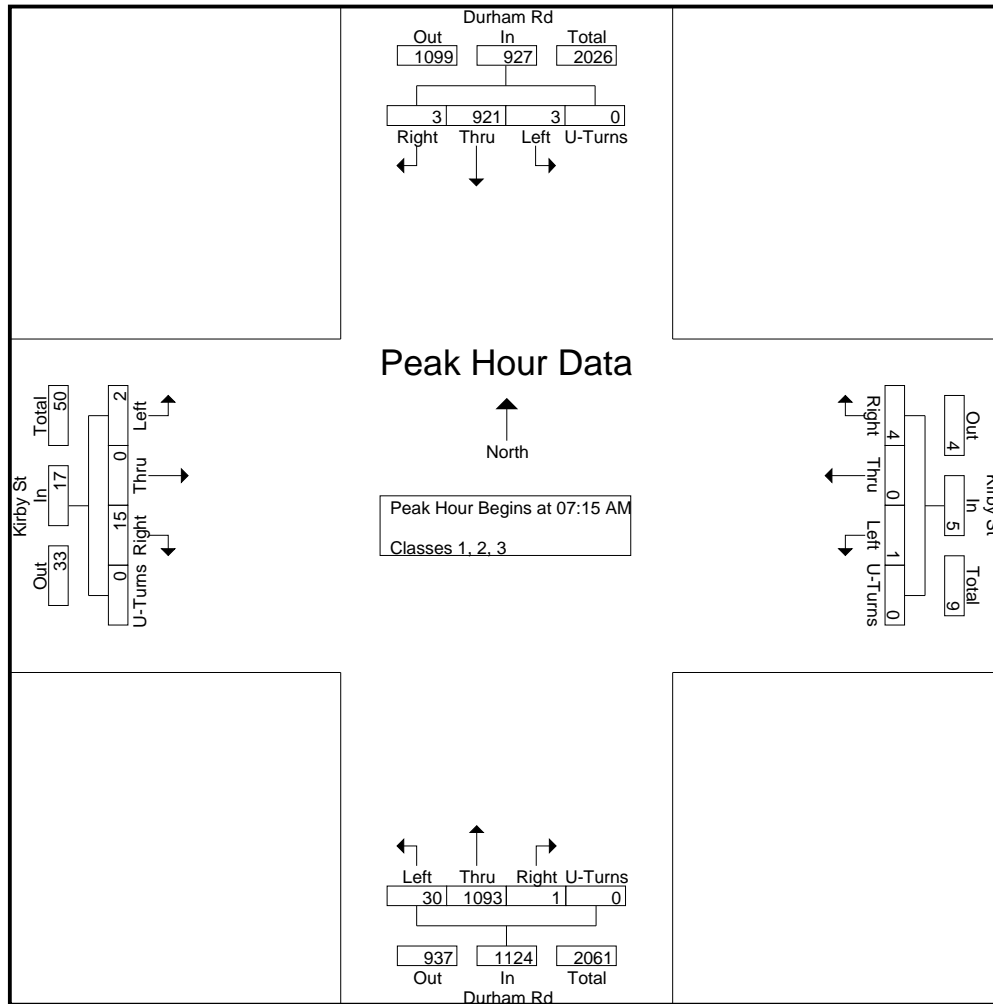 Durham Rd
Out In Total
1099 927 2026
3 921 3 0
Right Thru Left U-Turns
Peak Hour Data
North
Peak Hour Begins at 07:15 AM
Classes 1, 2, 3
Kirby St
Total In Out
50 17 33
2 0 15 0
Left Thru Right U-Turns
Right Thru Left U-Turns
4 0 1 0
Out In Total
4 5 9
Kirby St
Left Thru Right U-Turns
30 1093 1 0
937 1124 2061
Out In Total
Durham Rd